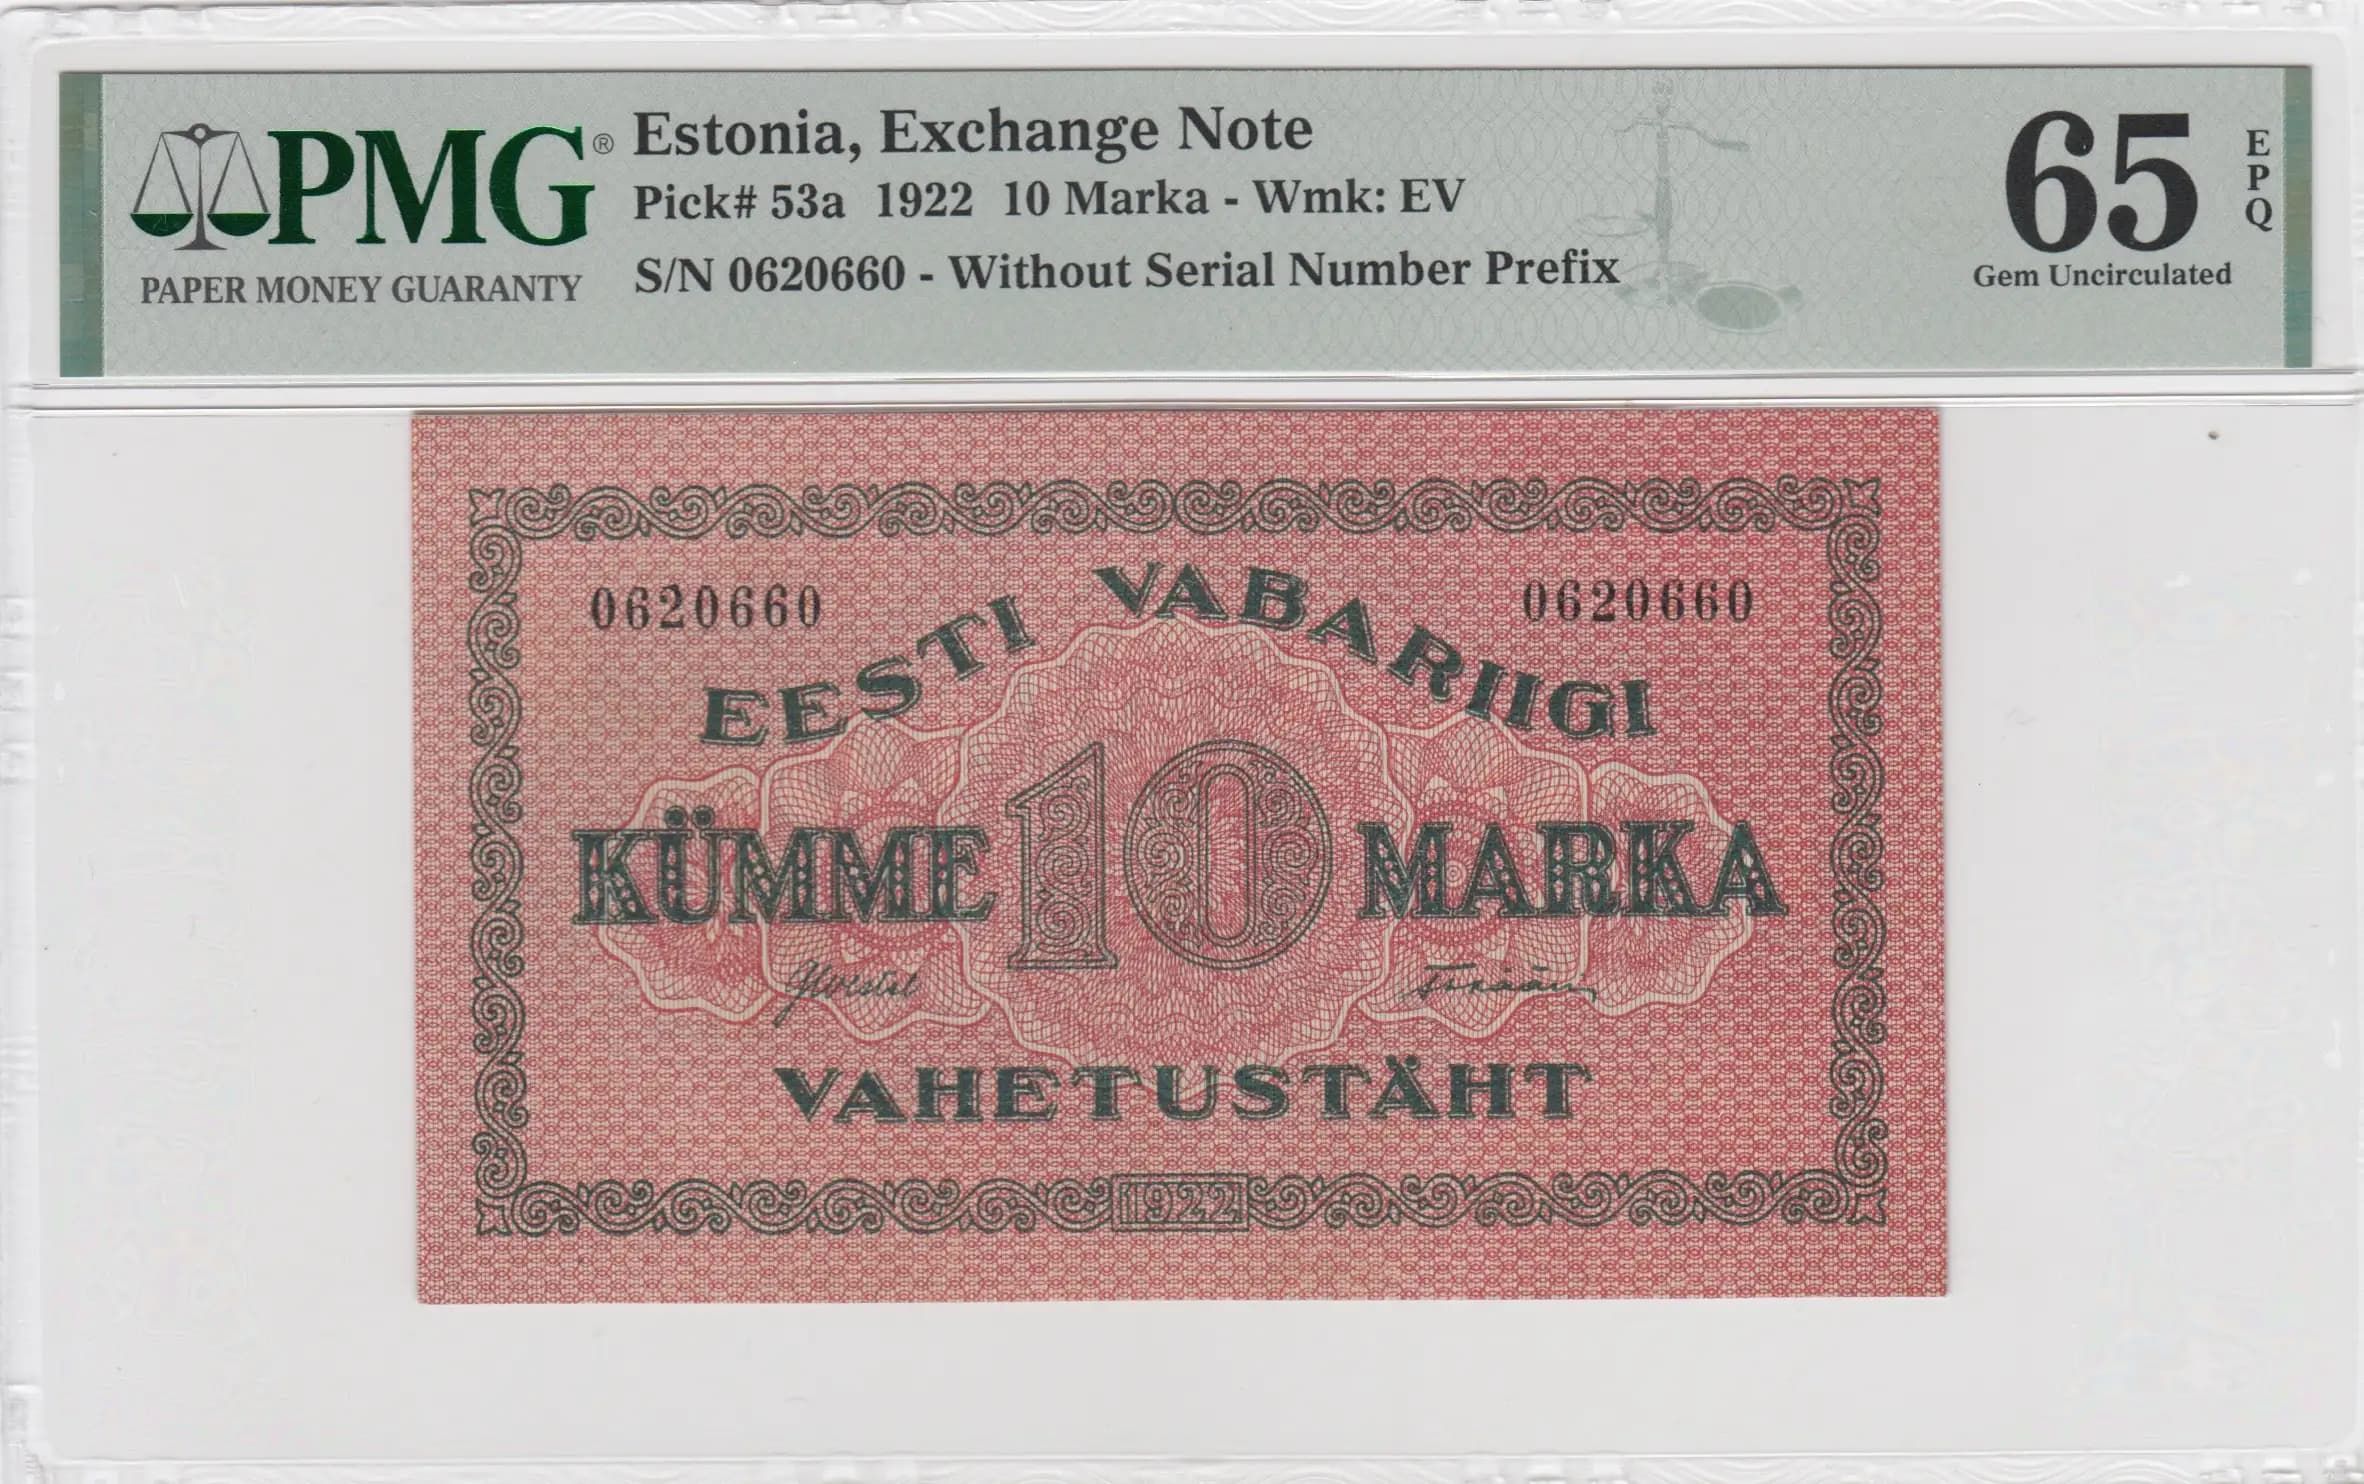 PMG®
PAPER MONEY GUARANTY
Estonia, Exchange Note
Pick# 53a 1922 10 Marka - Wmk: EV
S/N 0620660 - Without Serial Number Prefix
65
EPQ
Gem Uncirculated
0620660 0620660
EESTI VABARIIGI
KÜMME 10 MARKA
VAHETUSTÄHT
1922